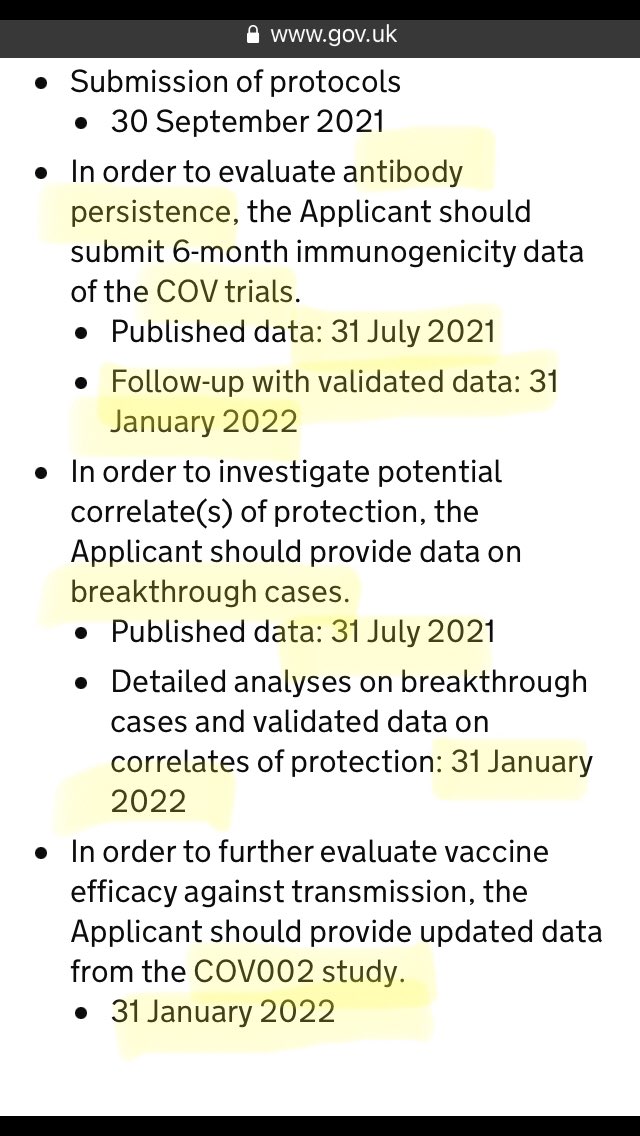 www.gov.uk
• Submission of protocols
• 30 September 2021
• In order to evaluate antibody
persistence, the Applicant should
submit 6-month immunogenicity data
of the COV trials.
• Published data: 31 July 2021
• Follow-up with validated data: 31
January 2022
• In order to investigate potential
correlate(s) of protection, the
Applicant should provide data on
breakthrough cases.
• Published data: 31 July 2021
• Detailed analyses on breakthrough
cases and validated data on
correlates of protection: 31 January
2022
• In order to further evaluate vaccine
efficacy against transmission, the
Applicant should provide updated data
from the COV002 study.
• 31 January 2022